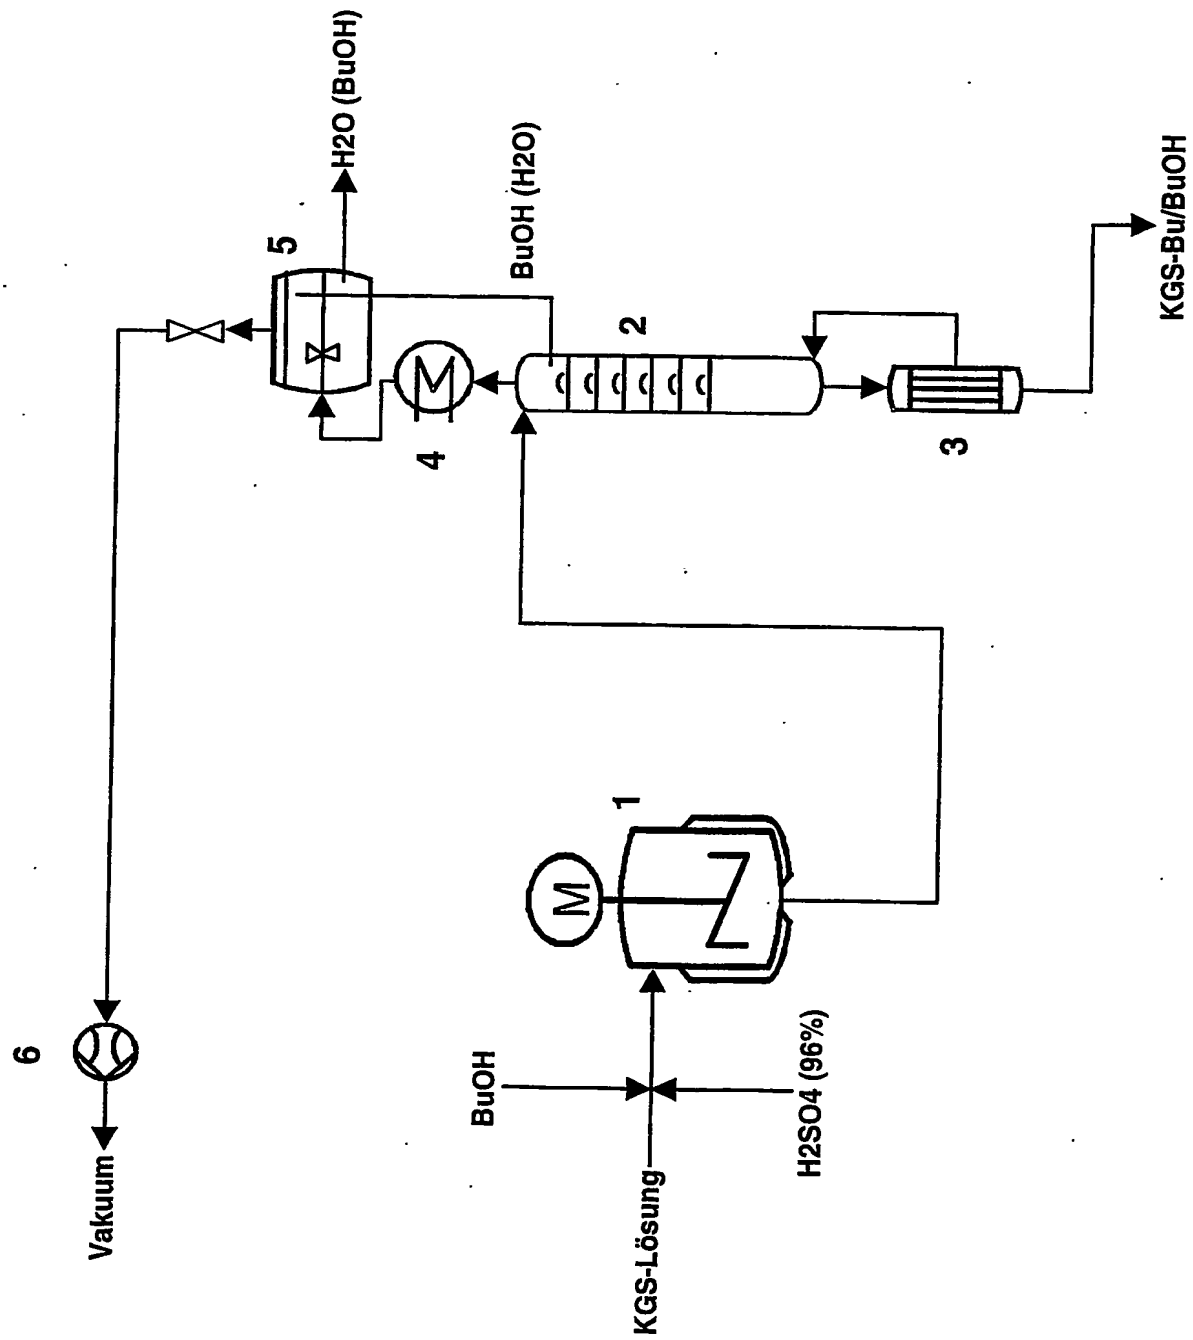 6
Vakuum
5
H2O (BuOH)
4
BuOH (H2O)
2
M
1
BuOH
KGS-Lösung
H2SO4 (96%)
3
KGS-Bu/BuOH